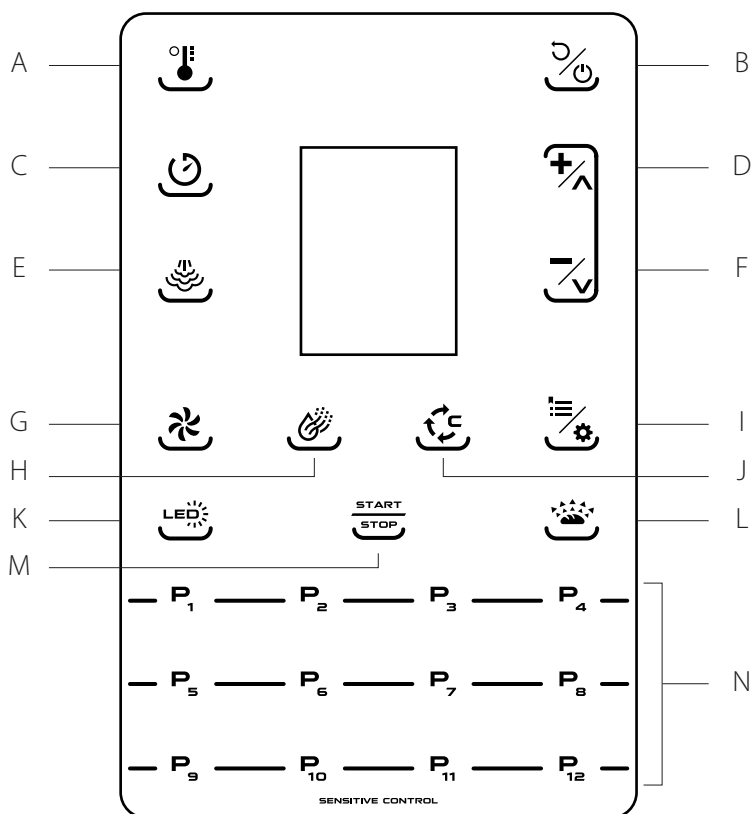 A B
C D
E F
G I
H J
K LED L
START
STOP
M
P1 P2 P3 P4
P5 P6 P7 P8 N
P9 P10 P11 P12
SENSITIVE CONTROL